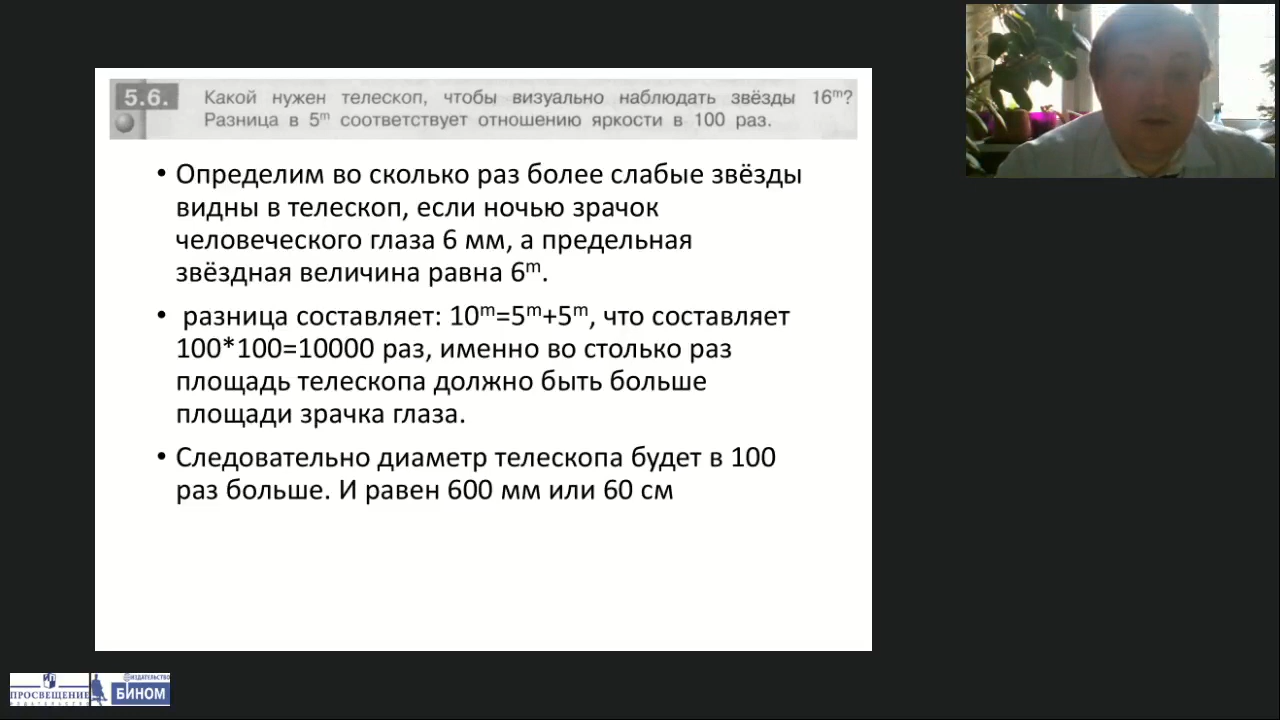 5.6. Какой нужен телескоп, чтобы визуально наблюдать звёзды 16ᵐ?
Разница в 5ᵐ соответствует отношению яркости в 100 раз.
• Определим во сколько раз более слабые звёзды
видны в телескоп, если ночью зрачок
человеческого глаза 6 мм, а предельная
звёздная величина равна 6ᵐ.
• разница составляет: 10ᵐ=5ᵐ+5ᵐ, что составляет
100*100=10000 раз, именно во столько раз
площадь телескопа должно быть больше
площади зрачка глаза.
• Следовательно диаметр телескопа будет в 100
раз больше. И равен 600 мм или 60 см
ПРОСВЕЩЕНИЕ
ИЗДАТЕЛЬСТВО
ИЗДАТЕЛЬСТВО
БИНОМ